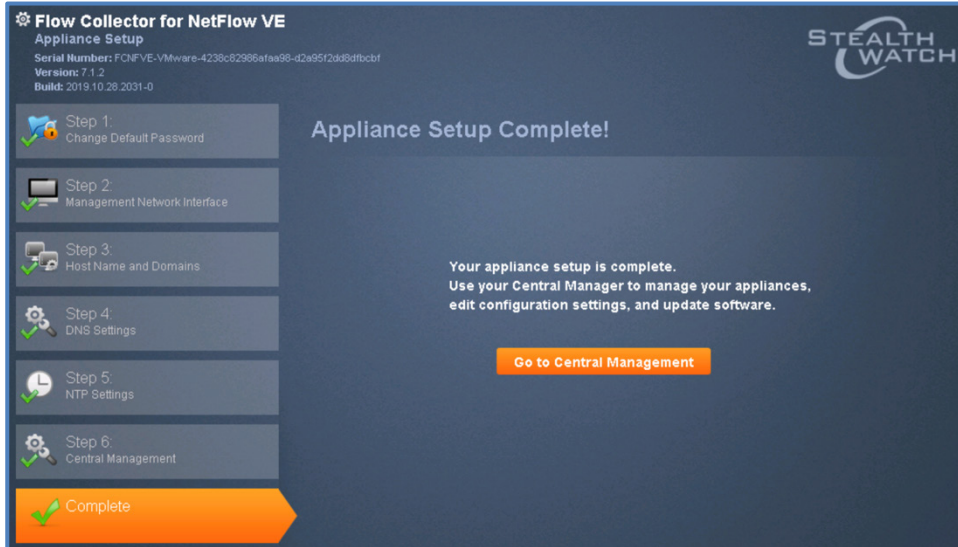 Flow Collector for NetFlow VE
Appliance Setup
Serial Number: FCNFVE-VMware-4238c82986afaa98-d2a95f2dd8dfbcbf
Version: 7.1.2
Build: 2019.10.28.2031-0
STEALTH
WATCH
Step 1:
Change Default Password
Step 2:
Management Network Interface
Step 3:
Host Name and Domains
Step 4:
DNS Settings
Step 5:
NTP Settings
Step 6:
Central Management
Complete
Appliance Setup Complete!
Your appliance setup is complete.
Use your Central Manager to manage your appliances,
edit configuration settings, and update software.
Go to Central Management